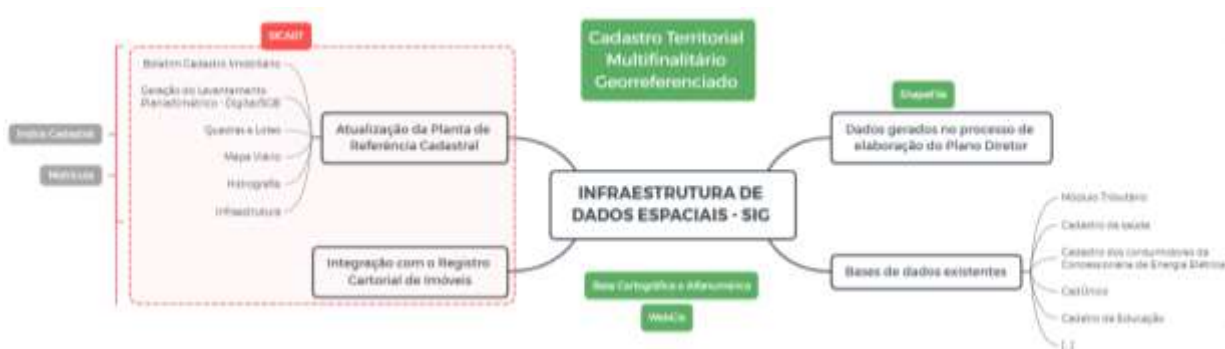 SICART
Cadastro Territorial
Multifinalitário
Georreferenciado
Boletim Cadastro Imobiliário
Geração do Levantamento
Planialtimétrico - Digital/SGB
Quadras e Lotes
Mapa Viário
Hidrografia
Infraestrutura
Índice Cadastral
Matrícula
Atualização da Planta de
Referência Cadastral
Integração com o Registro
Cartorial de Imóveis
INFRAESTRUTURA DE
DADOS ESPACIAIS - SIG
ShapeFile
Dados gerados no processo de
elaboração do Plano Diretor
Bases de dados existentes
Módulo Tributário
Cadastro da saúde
Cadastro dos consumidores da
Concessionária de Energia Elétrica
CadÚnico
Cadastro da Educação
[...]
Base Cartográfica e Alfanumérica
WebGis